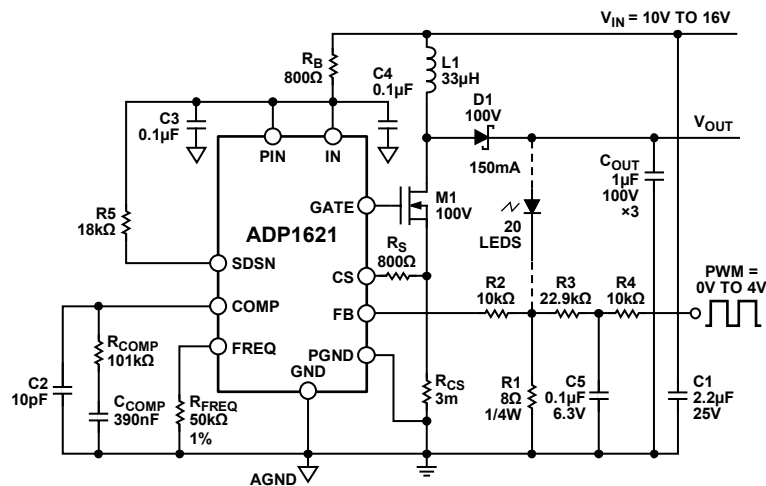 V_IN = 10V TO 16V
R_B
800Ω
L1
33µH
C4
0.1µF
D1
100V
C3
0.1µF
V_OUT
PIN
IN
150mA
C_OUT
1µF
100V
×3
GATE
M1
100V
R5
18kΩ
ADP1621
20
LEDS
R_S
800Ω
PWM =
0V TO 4V
SDSN
CS
R2
10kΩ
R3
22.9kΩ
R4
10kΩ
COMP
FB
R_COMP
101kΩ
FREQ
PGND
GND
C2
10pF
C_COMP
390nF
R_FREQ
50kΩ
1%
R_CS
3m
R1
8Ω
1/4W
C5
0.1µF
6.3V
C1
2.2µF
25V
AGND